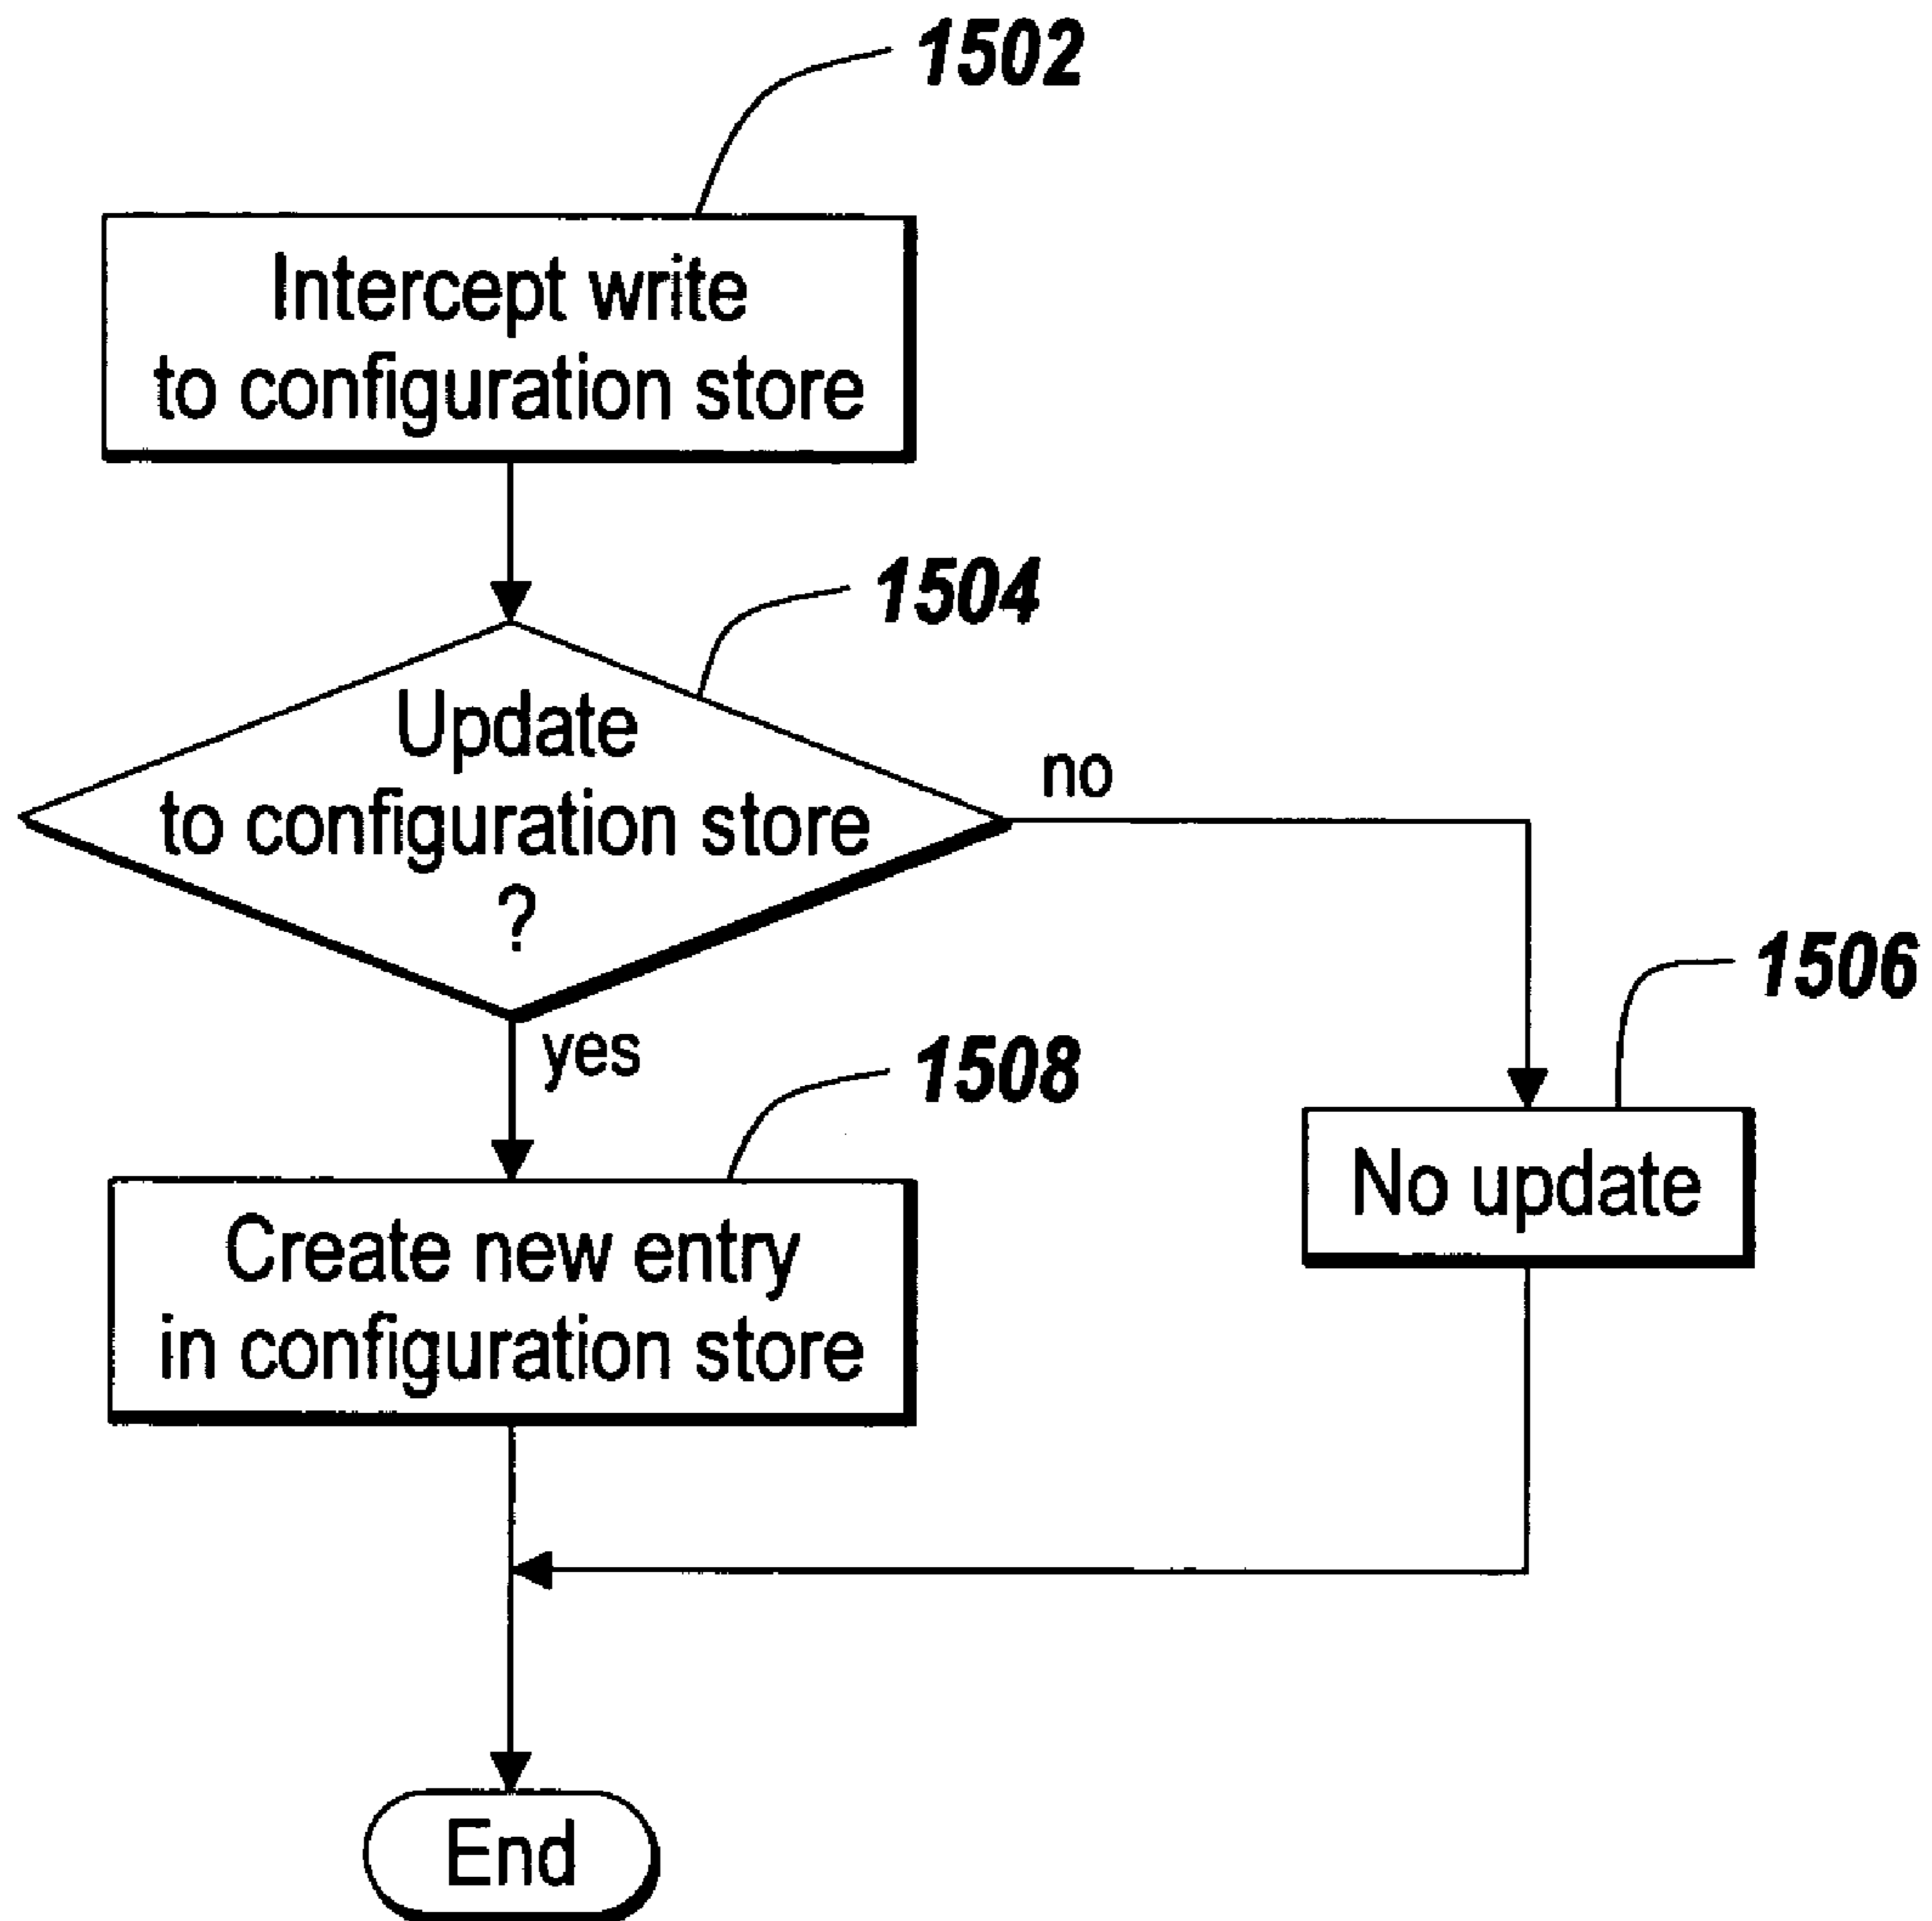 1502
Intercept write
to configuration store
1504
Update
to configuration store
?
no
yes
1506
No update
1508
Create new entry
in configuration store
End